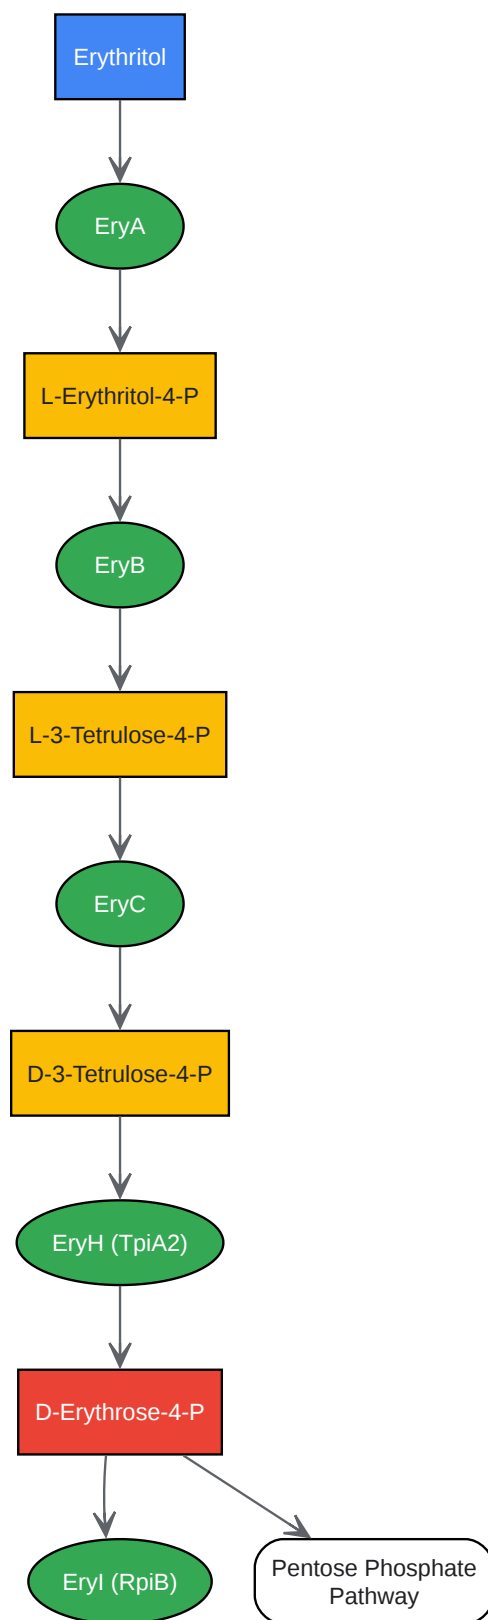 Erythritol
EryA
L-Erythritol-4-P
EryB
L-3-Tetrulose-4-P
EryC
D-3-Tetrulose-4-P
EryH (TpiA2)
D-Erythrose-4-P
EryI (RpiB)
Pentose Phosphate
Pathway